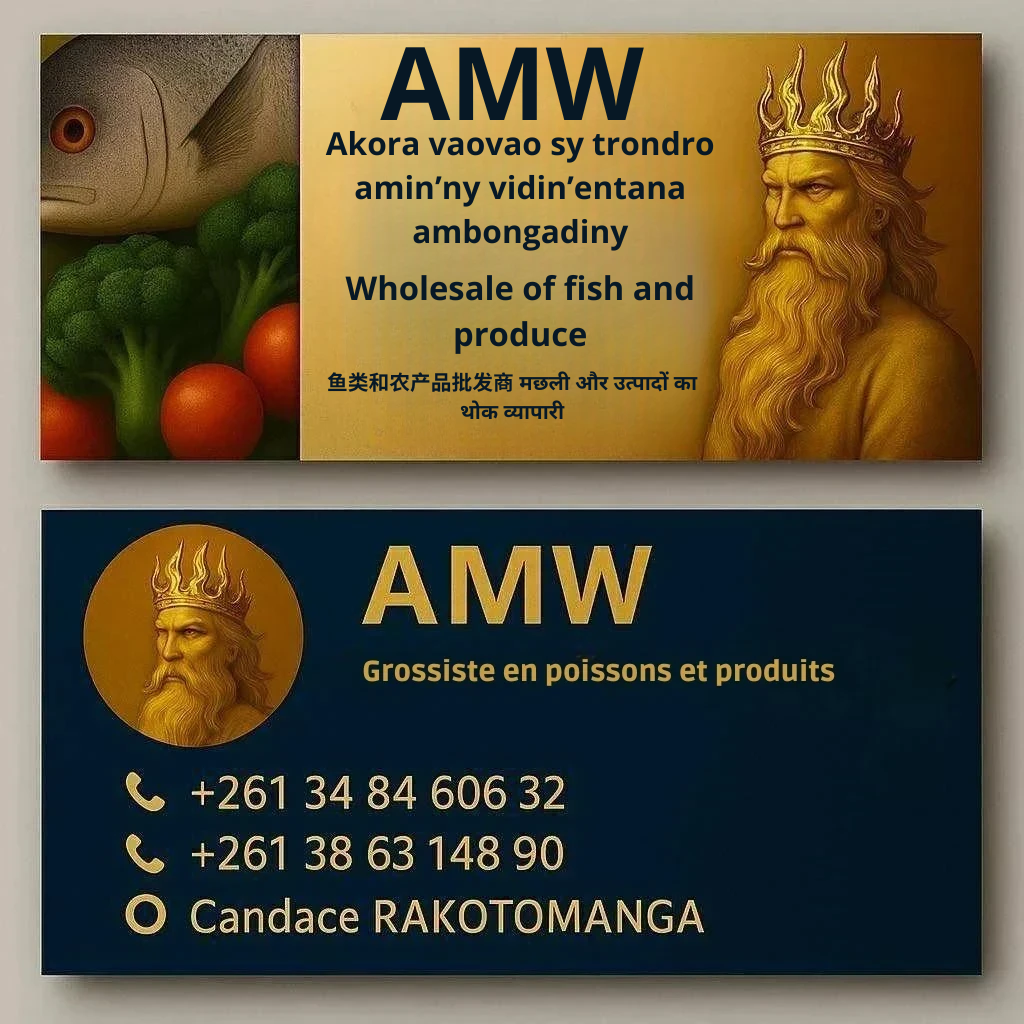 AMW
Akora vaovao sy trondro
amin’ny vidin’entana
ambongadiny
Wholesale of fish and
produce
鱼类和农产品批发商 मछली और उत्पादों का
थोक व्यापारी
AMW
Grossiste en poissons et produits
+261 34 84 606 32
+261 38 63 148 90
Candace RAKOTOMANGA